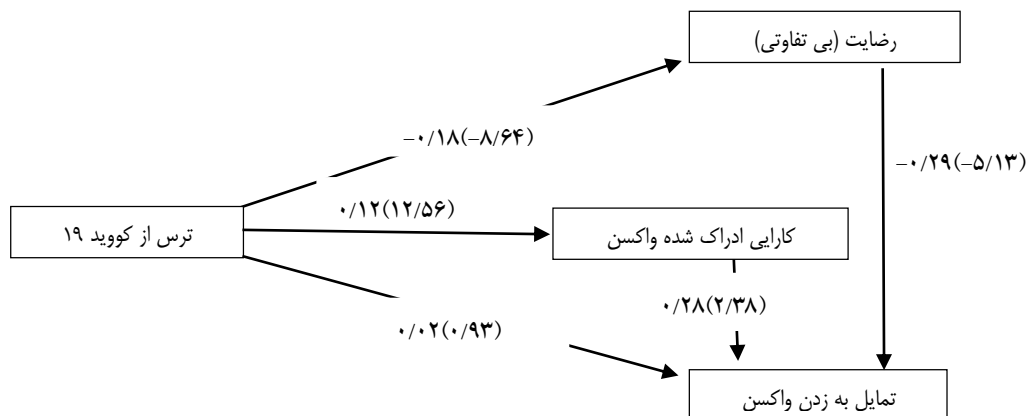 رضایت (بی تفاوتی)
–۰/۱۸(–۸/۶۴)
–۰/۲۹(–۵/۱۳)
۰/۱۲(۱۲/۵۶)
ترس از کووید ۱۹
کارایی ادراک شده واکسن
۰/۲۸(۲/۳۸)
۰/۰۲(۰/۹۳)
تمایل به زدن واکسن